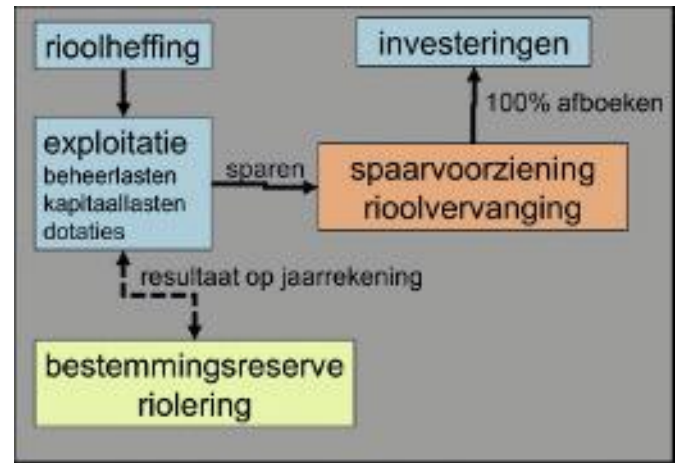 rioolheffing
investeringen
100% afboeken
exploitatie
beheerlasten
kapitaallasten
dotaties
sparen
spaarvoorziening
rioolvervanging
resultaat op jaarrekening
bestemmingsreserve
riolering